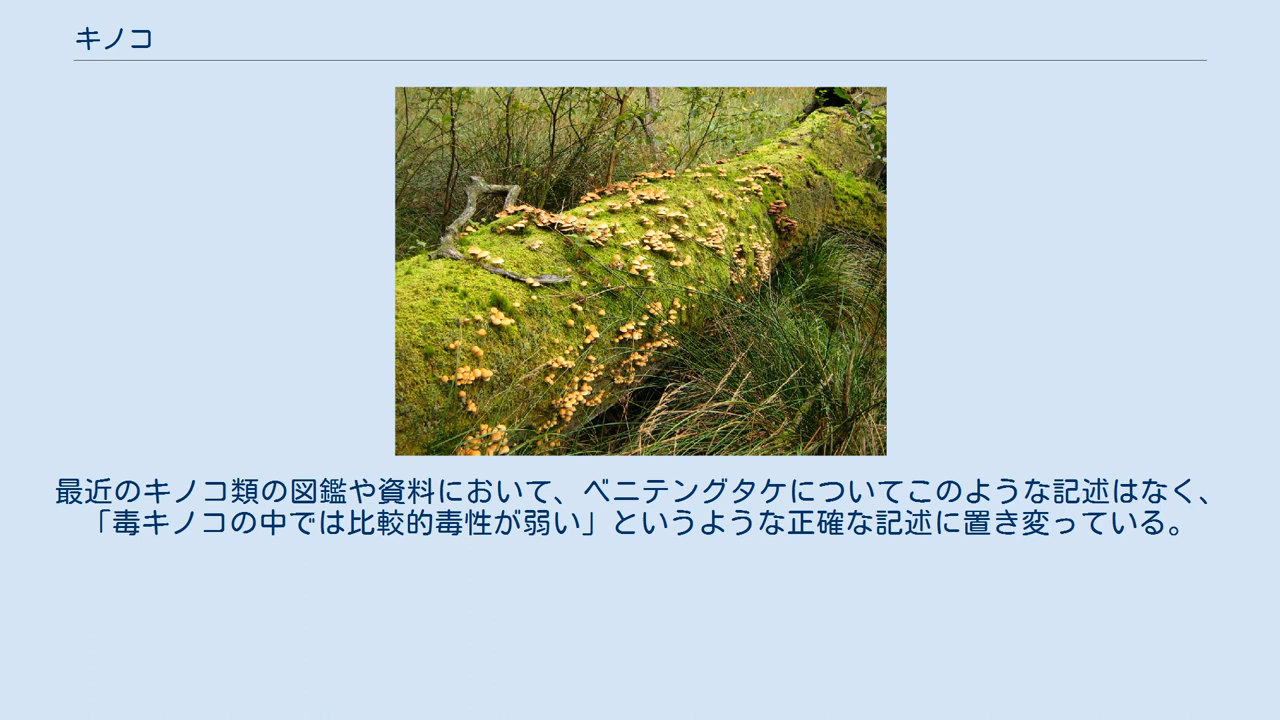 キノコ
最近のキノコ類の図鑑や資料において、ベニテングタケについてこのような記述はなく、
「毒キノコの中では比較的毒性が弱い」というような正確な記述に置き変っている。